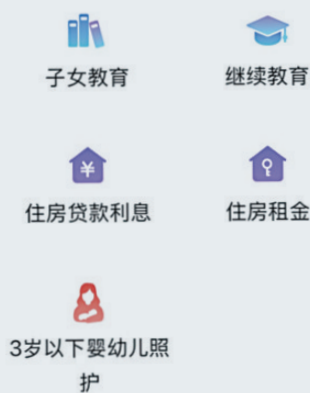 子女教育
继续教育
住房贷款利息
住房租金
3岁以下婴幼儿照
护